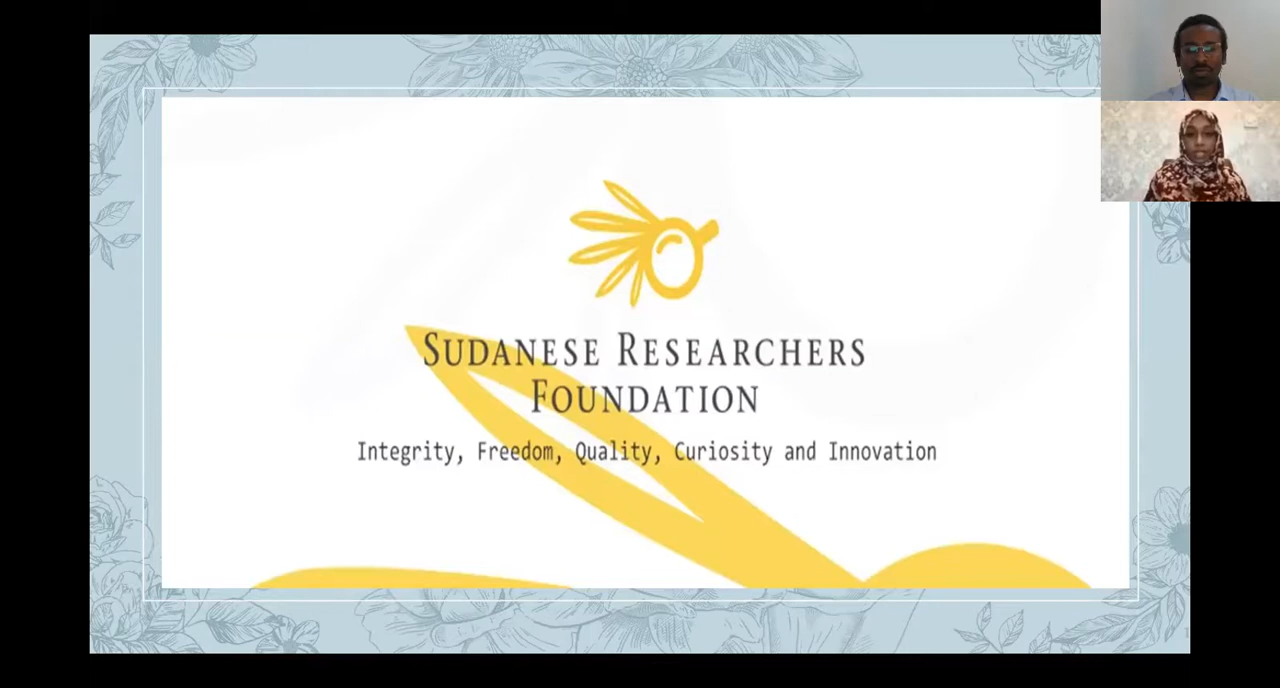 SUDANESE RESEARCHERS
FOUNDATION
Integrity, Freedom, Quality, Curiosity and Innovation